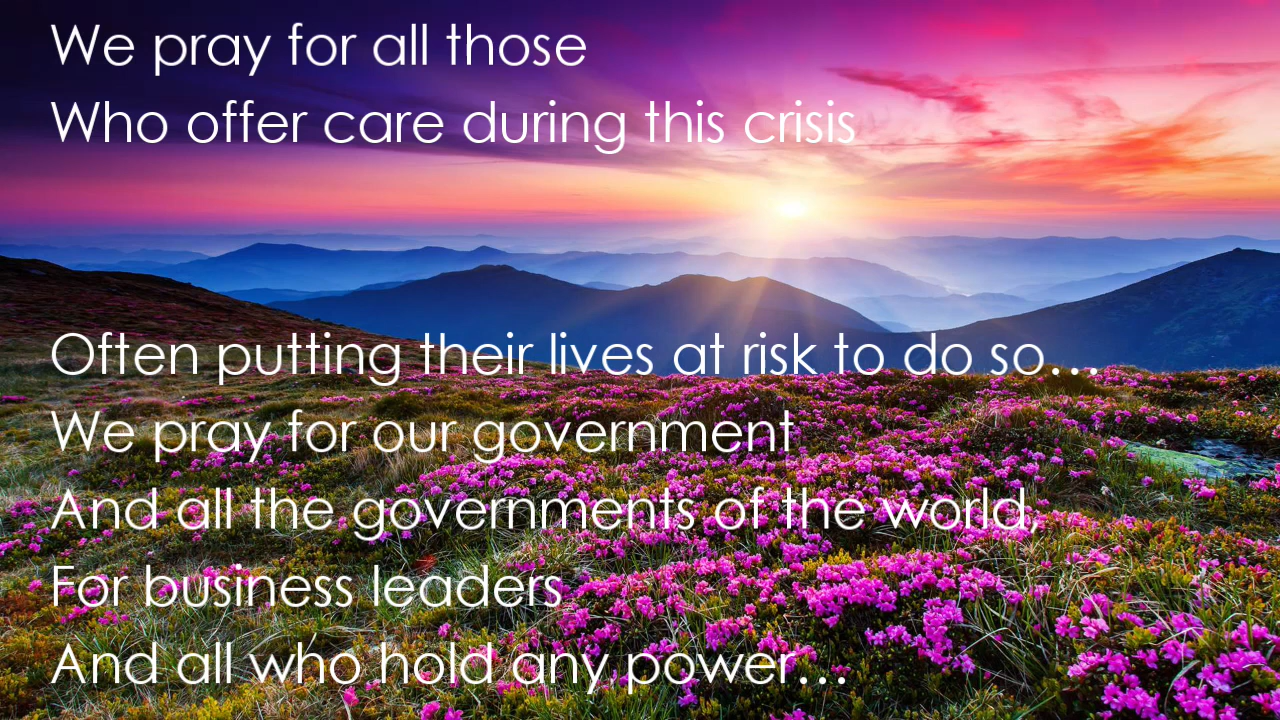 We pray for all those
Who offer care during this crisis
Often putting their lives at risk to do so…
We pray for our government
And all the governments of the world,
For business leaders
And all who hold any power…